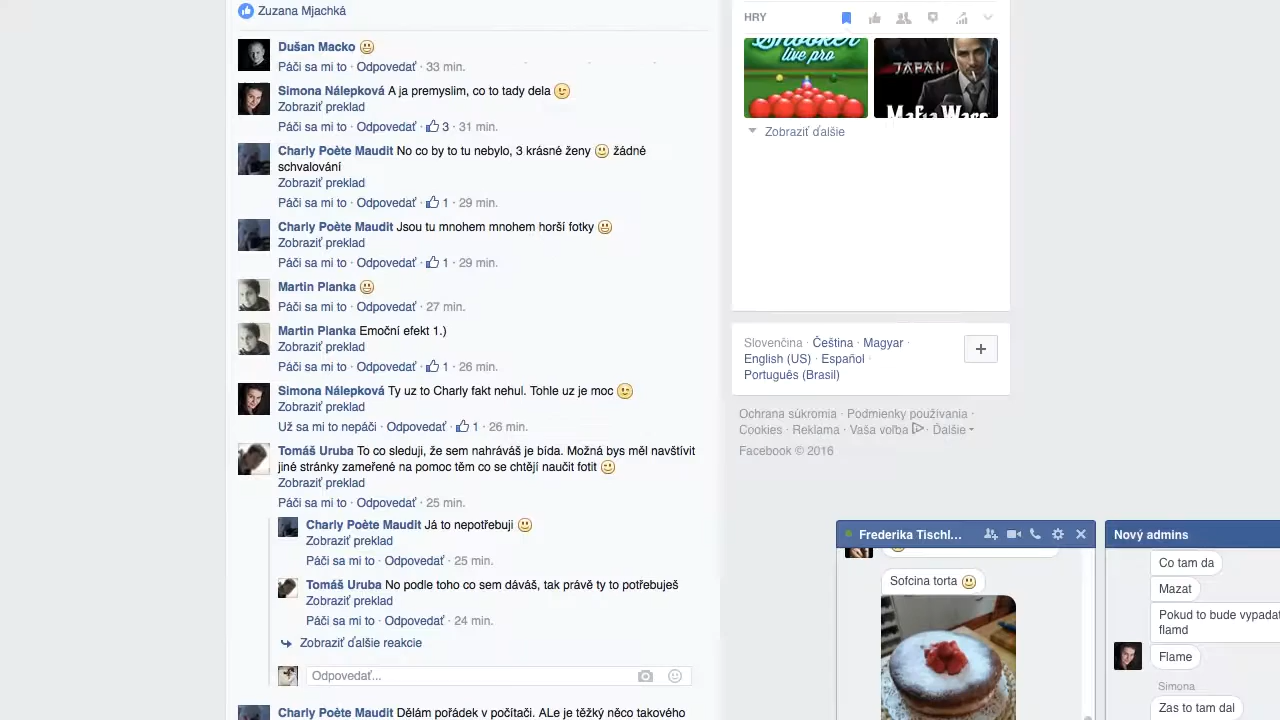 Zuzana Mjachká
Dušan Macko
Páči sa mi to · Odpovedať · 33 min.
Simona Nálepková A ja premyslim, co to tady dela
Zobraziť preklad
Páči sa mi to · Odpovedať · 3 · 31 min.
Charly Poète Maudit No co by to tu nebylo, 3 krásné ženy žádné
schvalování
Zobraziť preklad
Páči sa mi to · Odpovedať · 1 · 29 min.
Charly Poète Maudit Jsou tu mnohem mnohem horší fotky
Zobraziť preklad
Páči sa mi to · Odpovedať · 1 · 29 min.
Martin Planka
Páči sa mi to · Odpovedať · 27 min.
Martin Planka Emoční efekt 1.)
Zobraziť preklad
Páči sa mi to · Odpovedať · 1 · 26 min.
Simona Nálepková Ty uz to Charly fakt nehul. Tohle uz je moc
Zobraziť preklad
Už sa mi to nepáči · Odpovedať · 1 · 26 min.
Tomáš Uruba To co sleduji, že sem nahráváš je bída. Možná bys měl navštívit
jiné stránky zaměřené na pomoc těm co se chtějí naučit fotit
Zobraziť preklad
Páči sa mi to · Odpovedať · 25 min.
Charly Poète Maudit Já to nepotřebuji
Zobraziť preklad
Páči sa mi to · Odpovedať · 25 min.
Tomáš Uruba No podle toho co sem dáváš, tak právě ty to potřebuješ
Zobraziť preklad
Páči sa mi to · Odpovedať · 24 min.
Zobraziť ďalšie reakcie
Odpovedať...
Charly Poète Maudit Dělám pořádek v počítači. ALe je těžký něco takového
HRY
Snooker
live pro
JAPAN
Mafia Wars
Zobraziť ďalšie
Slovenčina · Čeština · Magyar ·
English (US) · Español ·
Português (Brasil)
Ochrana súkromia · Podmienky používania ·
Cookies · Reklama · Vaša voľba · Ďalšie
Facebook © 2016
Frederika Tischl...
Sofcina torta
Nový admins
Co tam da
Mazat
Pokud to bude vypadat
flamd
Flame
Simona
Zas to tam dal